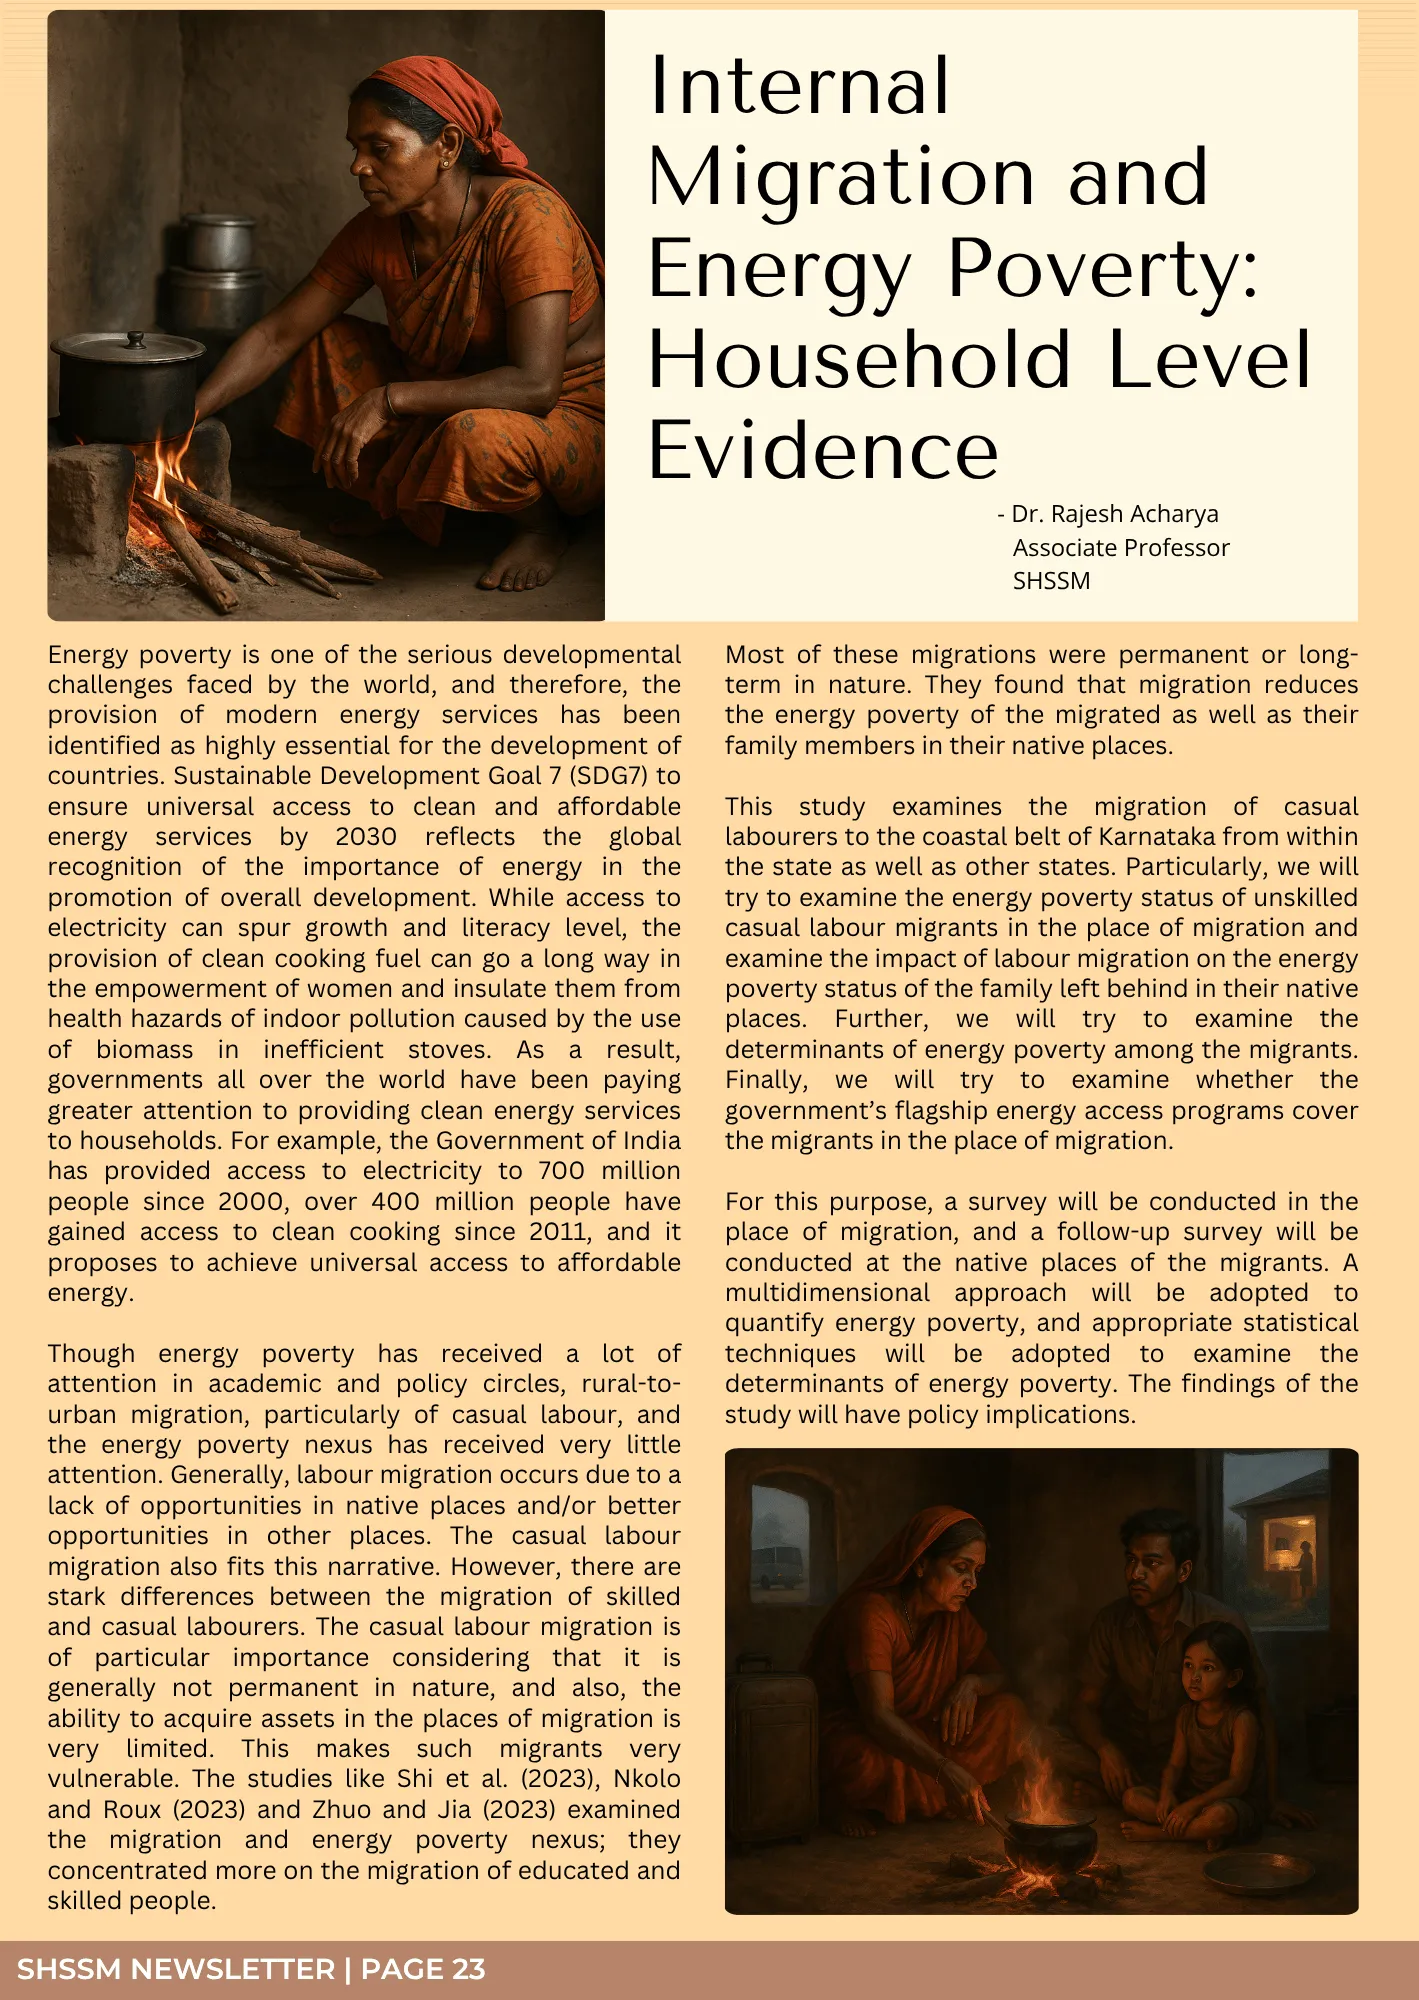 Internal
Migration and
Energy Poverty:
Household Level
Evidence
- Dr. Rajesh Acharya
Associate Professor
SHSSM
Energy poverty is one of the serious developmental
challenges faced by the world, and therefore, the
provision of modern energy services has been
identified as highly essential for the development of
countries. Sustainable Development Goal 7 (SDG7) to
ensure universal access to clean and affordable
energy services by 2030 reflects the global
recognition of the importance of energy in the
promotion of overall development. While access to
electricity can spur growth and literacy level, the
provision of clean cooking fuel can go a long way in
the empowerment of women and insulate them from
health hazards of indoor pollution caused by the use
of biomass in inefficient stoves. As a result,
governments all over the world have been paying
greater attention to providing clean energy services
to households. For example, the Government of India
has provided access to electricity to 700 million
people since 2000, over 400 million people have
gained access to clean cooking since 2011, and it
proposes to achieve universal access to affordable
energy.
Though energy poverty has received a lot of
attention in academic and policy circles, rural-to-
urban migration, particularly of casual labour, and
the energy poverty nexus has received very little
attention. Generally, labour migration occurs due to a
lack of opportunities in native places and/or better
opportunities in other places. The casual labour
migration also fits this narrative. However, there are
stark differences between the migration of skilled
and casual labourers. The casual labour migration is
of particular importance considering that it is
generally not permanent in nature, and also, the
ability to acquire assets in the places of migration is
very limited. This makes such migrants very
vulnerable. The studies like Shi et al. (2023), Nkolo
and Roux (2023) and Zhuo and Jia (2023) examined
the migration and energy poverty nexus; they
concentrated more on the migration of educated and
skilled people.
Most of these migrations were permanent or long-
term in nature. They found that migration reduces
the energy poverty of the migrated as well as their
family members in their native places.
This study examines the migration of casual
labourers to the coastal belt of Karnataka from within
the state as well as other states. Particularly, we will
try to examine the energy poverty status of unskilled
casual labour migrants in the place of migration and
examine the impact of labour migration on the energy
poverty status of the family left behind in their native
places. Further, we will try to examine the
determinants of energy poverty among the migrants.
Finally, we will try to examine whether the
government’s flagship energy access programs cover
the migrants in the place of migration.
For this purpose, a survey will be conducted in the
place of migration, and a follow-up survey will be
conducted at the native places of the migrants. A
multidimensional approach will be adopted to
quantify energy poverty, and appropriate statistical
techniques will be adopted to examine the
determinants of energy poverty. The findings of the
study will have policy implications.
SHSSM NEWSLETTER | PAGE 23